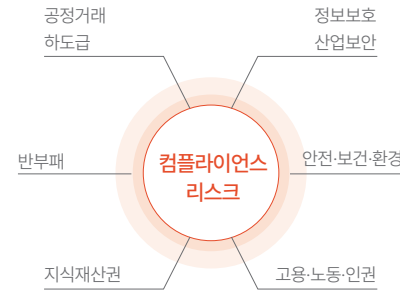 공정거래
하도급
정보보호
산업보안
반부패
컴플라이언스
리스크
안전·보건·환경
지식재산권
고용·노동·인권